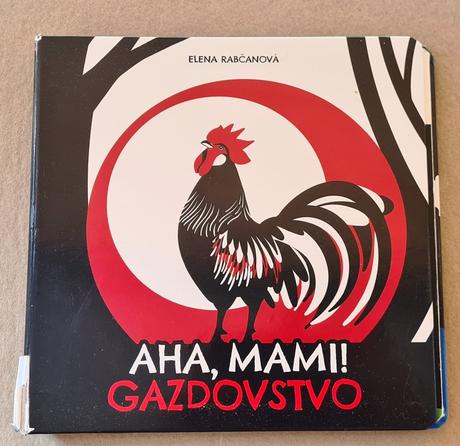 ELENA RABČANOVÁ
AHA, MAMI!
GAZDOVSTVO